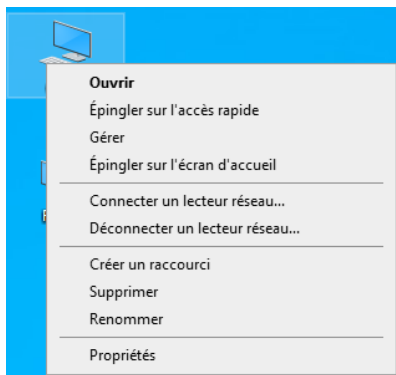 Ouvrir
Épingler sur l'accès rapide
Gérer
Épingler sur l'écran d'accueil
Connecter un lecteur réseau...
Déconnecter un lecteur réseau...
Créer un raccourci
Supprimer
Renommer
Propriétés